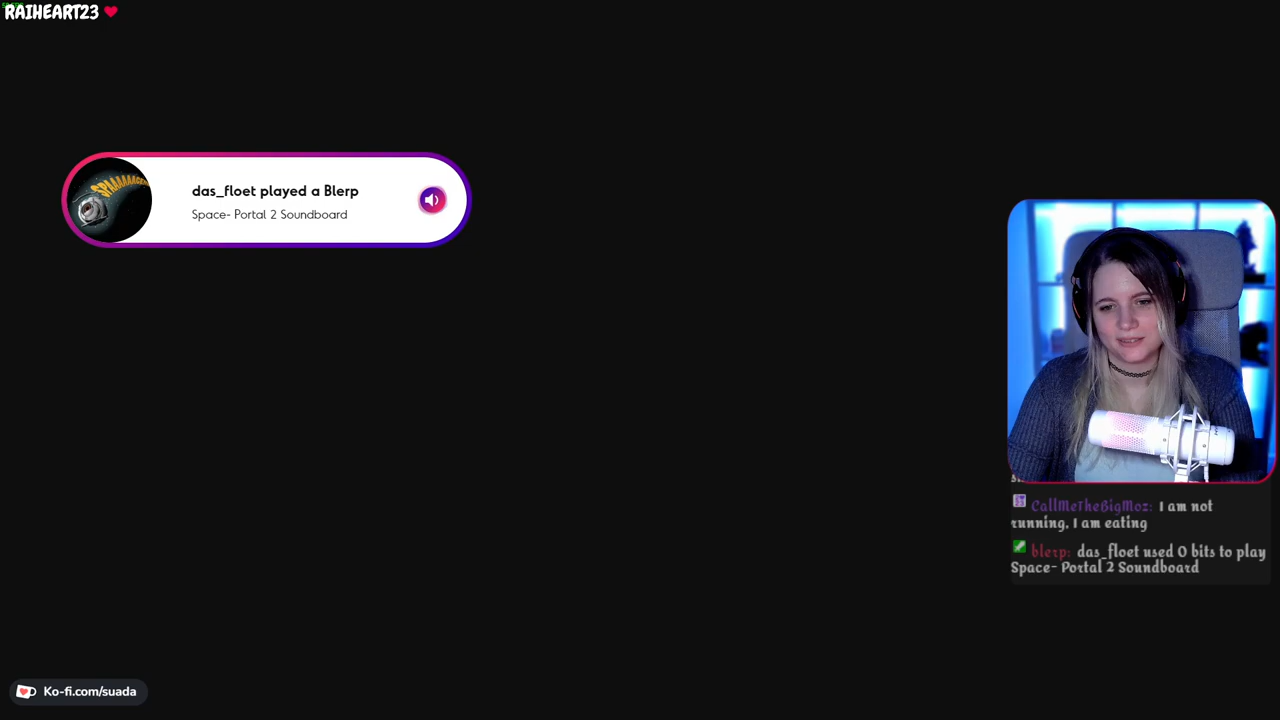 RAIHEART23
SPAAAAAACE
das_floet played a Blerp
Space- Portal 2 Soundboard
CallMeTheBigMoz: I am not
running, I am eating
blerp: das_floet used 0 bits to play
Space- Portal 2 Soundboard
Ko-fi.com/suada